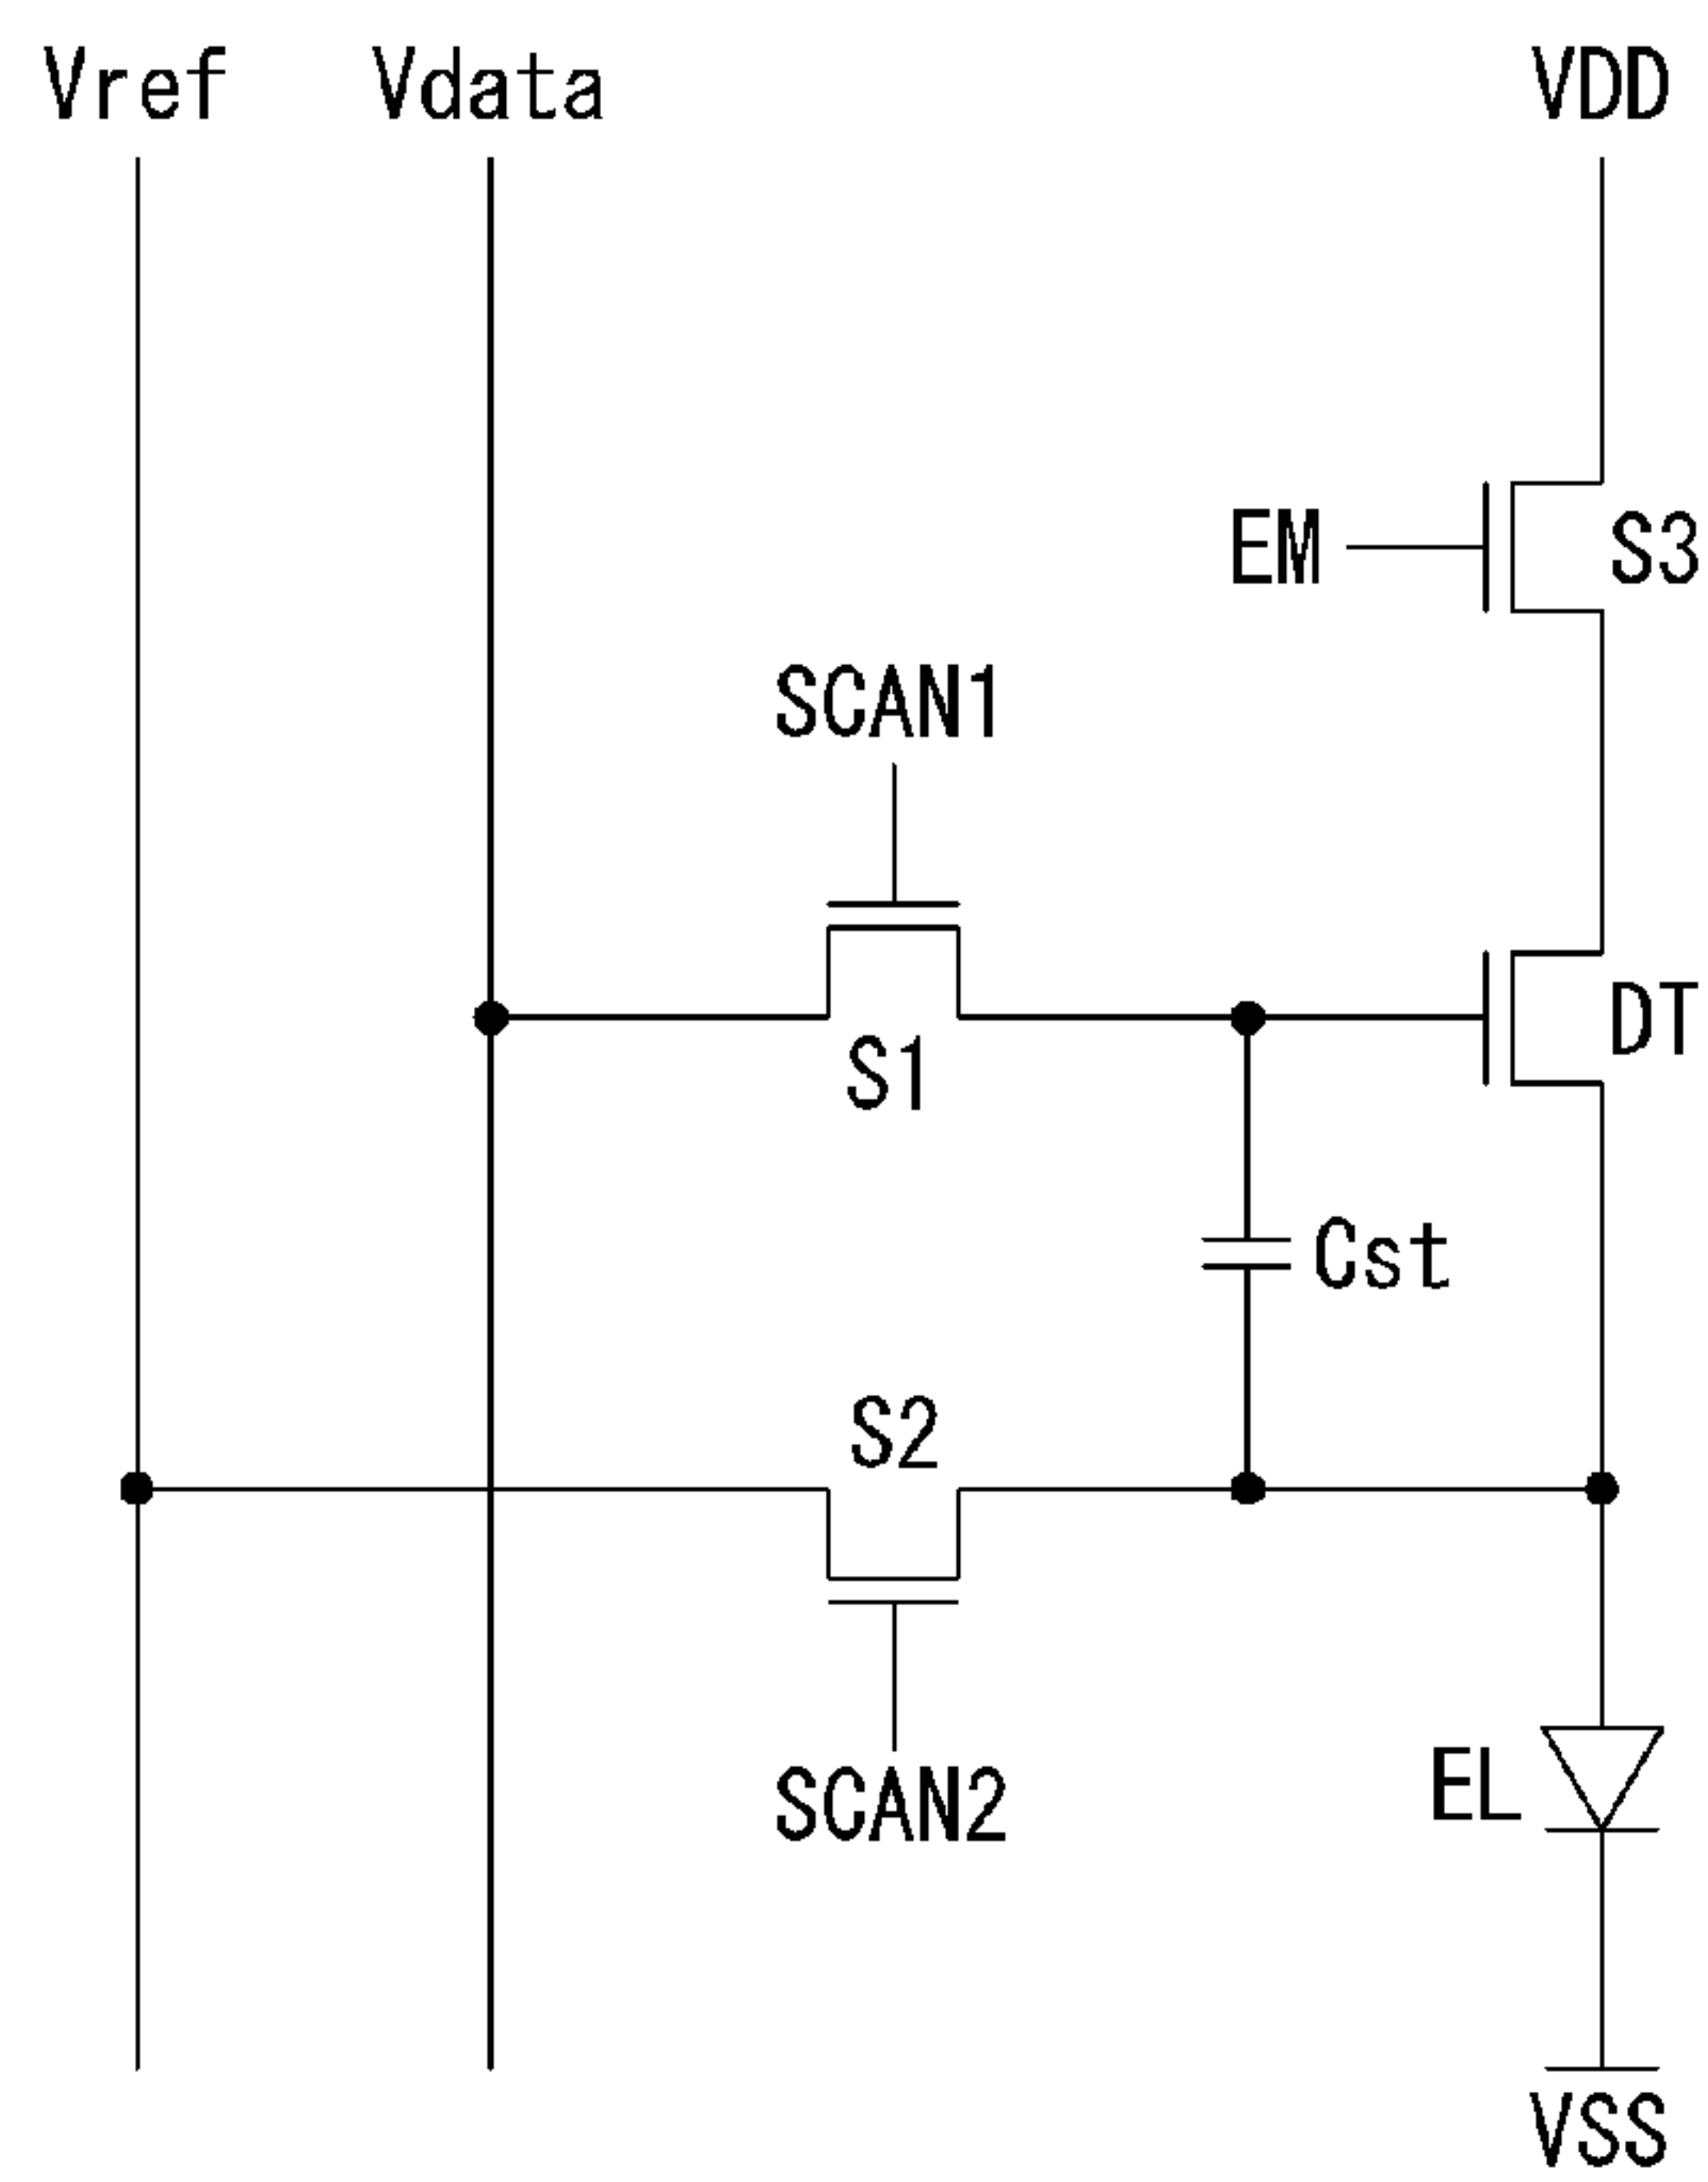 Vref Vdata VDD
EM S3
SCAN1
DT
S1
Cst
S2
EL
SCAN2
VSS